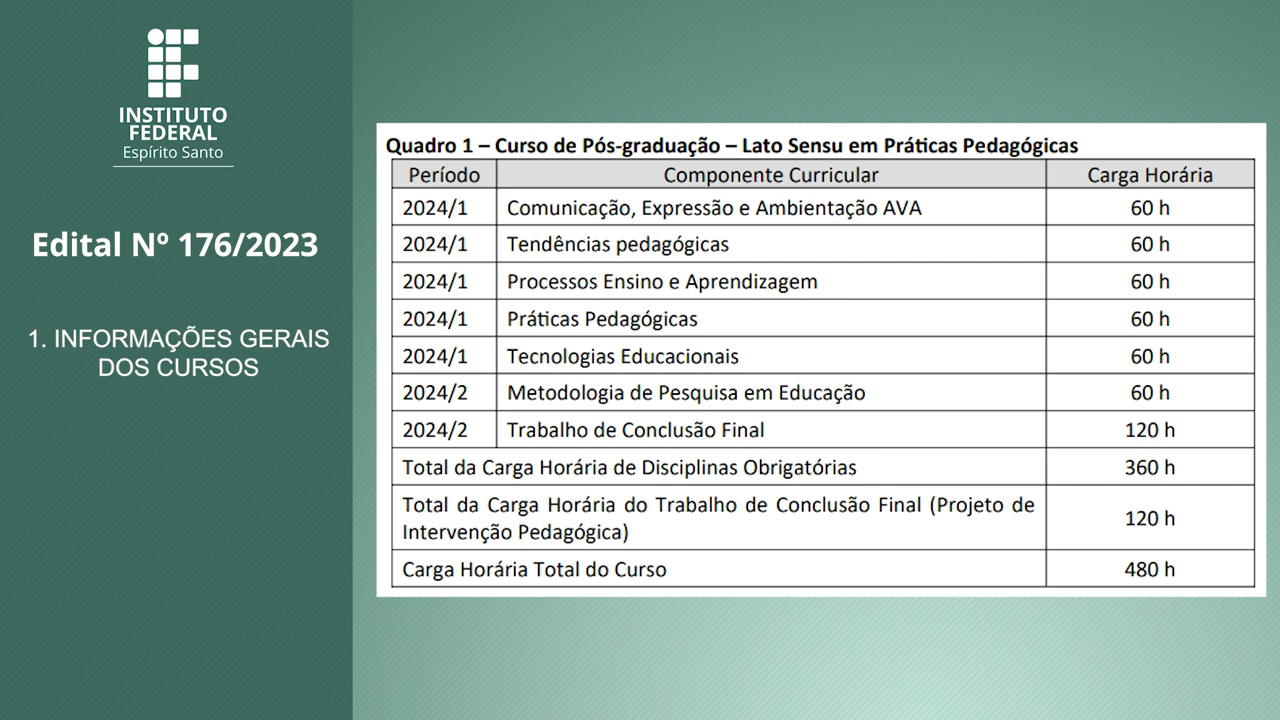 INSTITUTO
FEDERAL
Espírito Santo
Edital Nº 176/2023
1. INFORMAÇÕES GERAIS
DOS CURSOS
Quadro 1 – Curso de Pós-graduação – Lato Sensu em Práticas Pedagógicas
Período Componente Curricular Carga Horária
2024/1 Comunicação, Expressão e Ambientação AVA 60 h
2024/1 Tendências pedagógicas 60 h
2024/1 Processos Ensino e Aprendizagem 60 h
2024/1 Práticas Pedagógicas 60 h
2024/1 Tecnologias Educacionais 60 h
2024/2 Metodologia de Pesquisa em Educação 60 h
2024/2 Trabalho de Conclusão Final 120 h
Total da Carga Horária de Disciplinas Obrigatórias 360 h
Total da Carga Horária do Trabalho de Conclusão Final (Projeto de
Intervenção Pedagógica) 120 h
Carga Horária Total do Curso 480 h